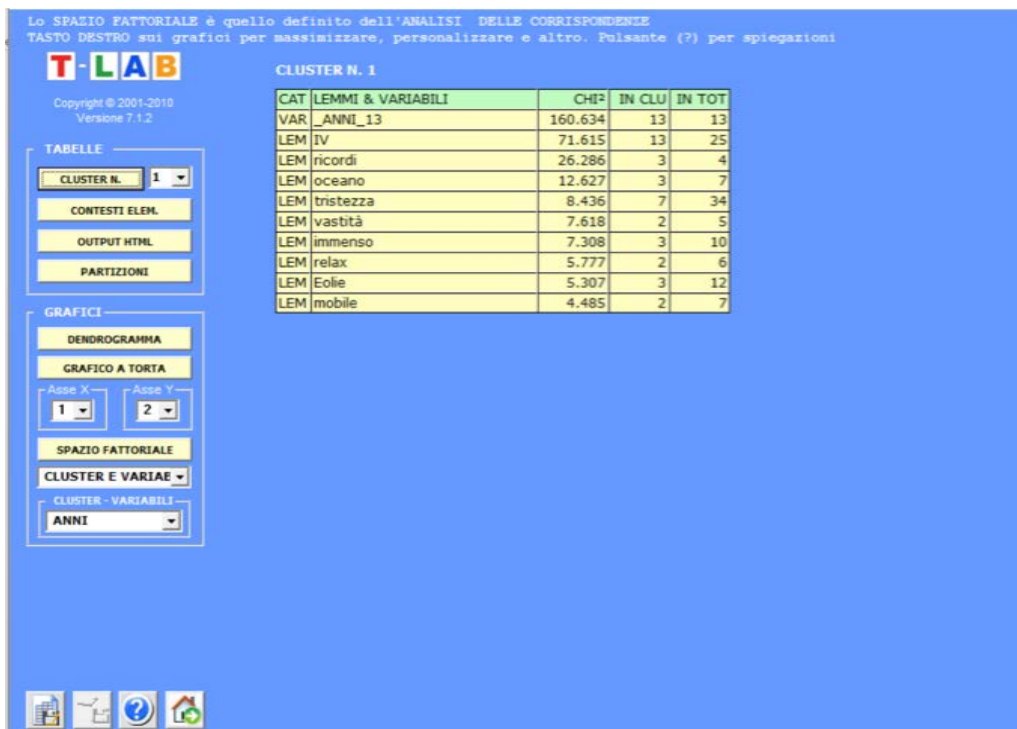 Lo SPAZIO FATTORIALE è quello definito dell'ANALISI DELLE CORRISPONDENZE
TASTO DESTRO sui grafici per massimizzare, personalizzare e altro. Pulsante (?) per spiegazioni
T-LAB
Copyright © 2001-2010
Versione 7.1.2
TABELLE
CLUSTER N. 1
CONTESTI ELEM.
OUTPUT HTML
PARTIZIONI
GRAFICI
DENDROGRAMMA
GRAFICO A TORTA
Asse X Asse Y
1 2
SPAZIO FATTORIALE
CLUSTER E VARIAB
CLUSTER - VARIABILI
ANNI
CLUSTER N. 1
CAT LEMMI & VARIABILI CHI² IN CLU IN TOT
VAR _ANNI_13 160.634 13 13
LEM IV 71.615 13 25
LEM ricordi 26.286 3 4
LEM oceano 12.627 3 7
LEM tristezza 8.436 7 34
LEM vastità 7.618 2 5
LEM immenso 7.308 3 10
LEM relax 5.777 2 6
LEM Eolie 5.307 3 12
LEM mobile 4.485 2 7
?